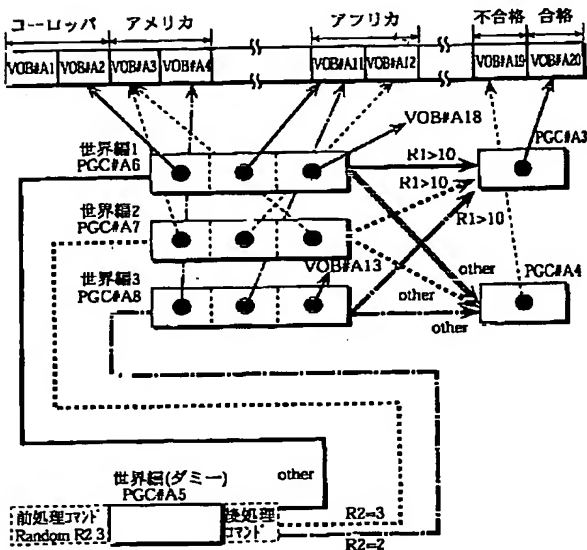 コーロッパ アメリカ アフリカ 不合格 合格
VOB#A1 VOB#A2 VOB#A3 VOB#A4 VOB#A11 VOB#A12 VOB#A19 VOB#A20
VOB#A18
世界編1
PGC#A6
R1>10
PGC#A3
R1>10
世界編2
PGC#A7
R1>10
other
VOB#A13
世界編3
PGC#A8
PGC#A4
other
other
世界編(ダミー)
PGC#A5
other
前処理コマンド
Random R2 3
後処理
コマンド
R2=3
R2=2